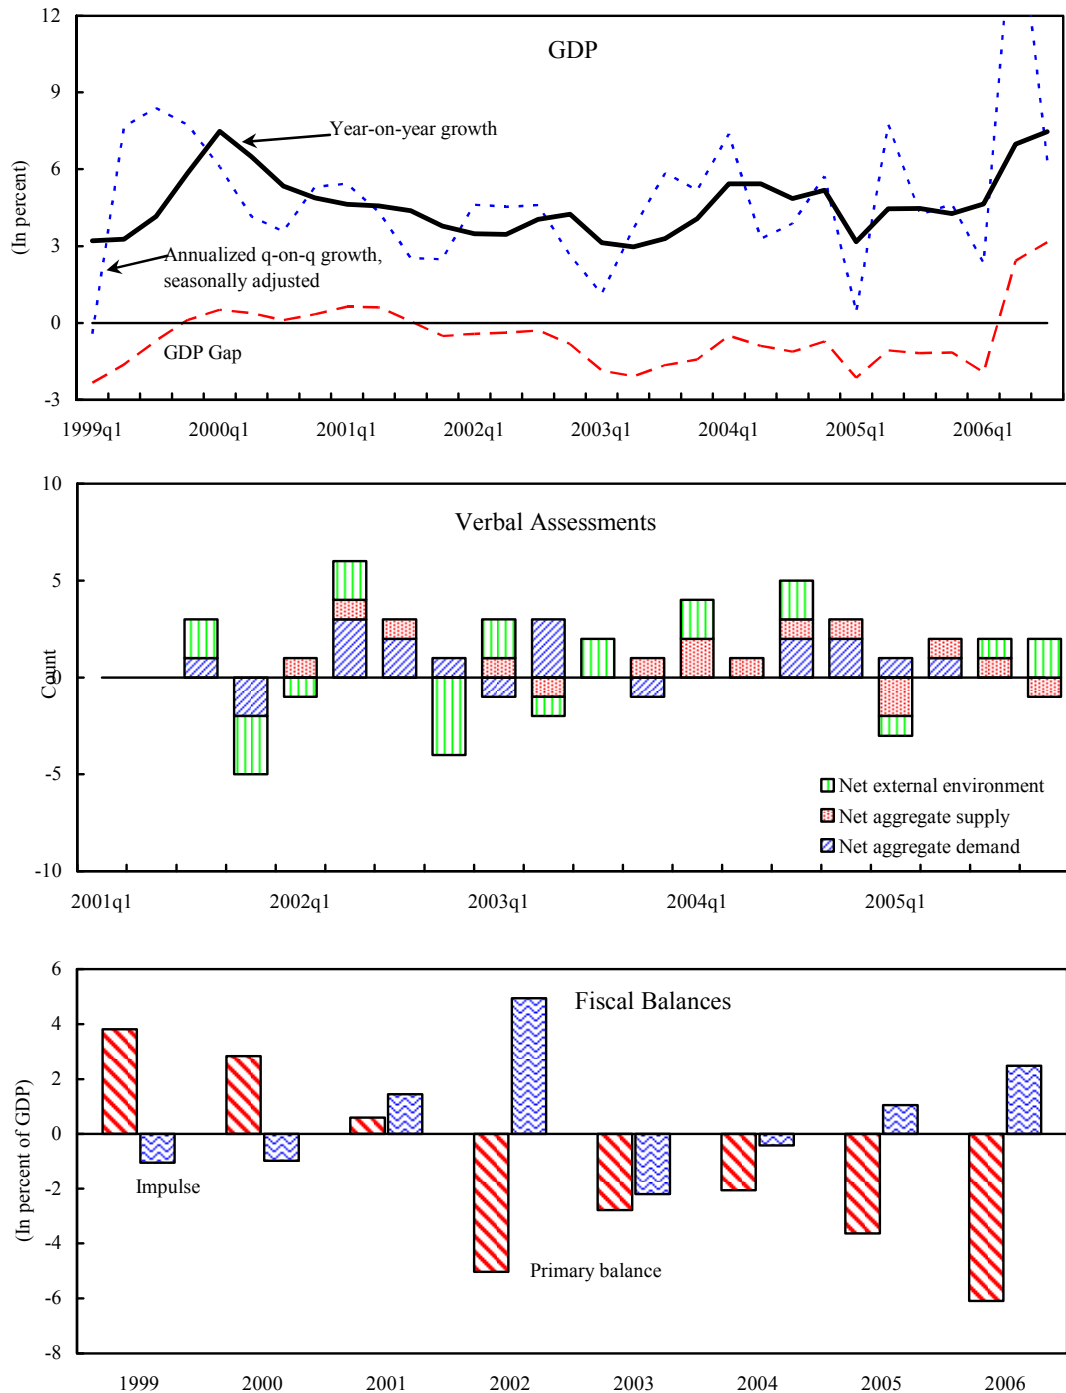 GDP
12
9
6
3
0
-3
(In percent)
Year-on-year growth
Annualized q-on-q growth,
seasonally adjusted
GDP Gap
1999q1 2000q1 2001q1 2002q1 2003q1 2004q1 2005q1 2006q1
Verbal Assessments
10
5
0
-5
-10
Count
Net external environment
Net aggregate supply
Net aggregate demand
2001q1 2002q1 2003q1 2004q1 2005q1
Fiscal Balances
6
4
2
0
-2
-4
-6
-8
(In percent of GDP)
Impulse
Primary balance
1999 2000 2001 2002 2003 2004 2005 2006